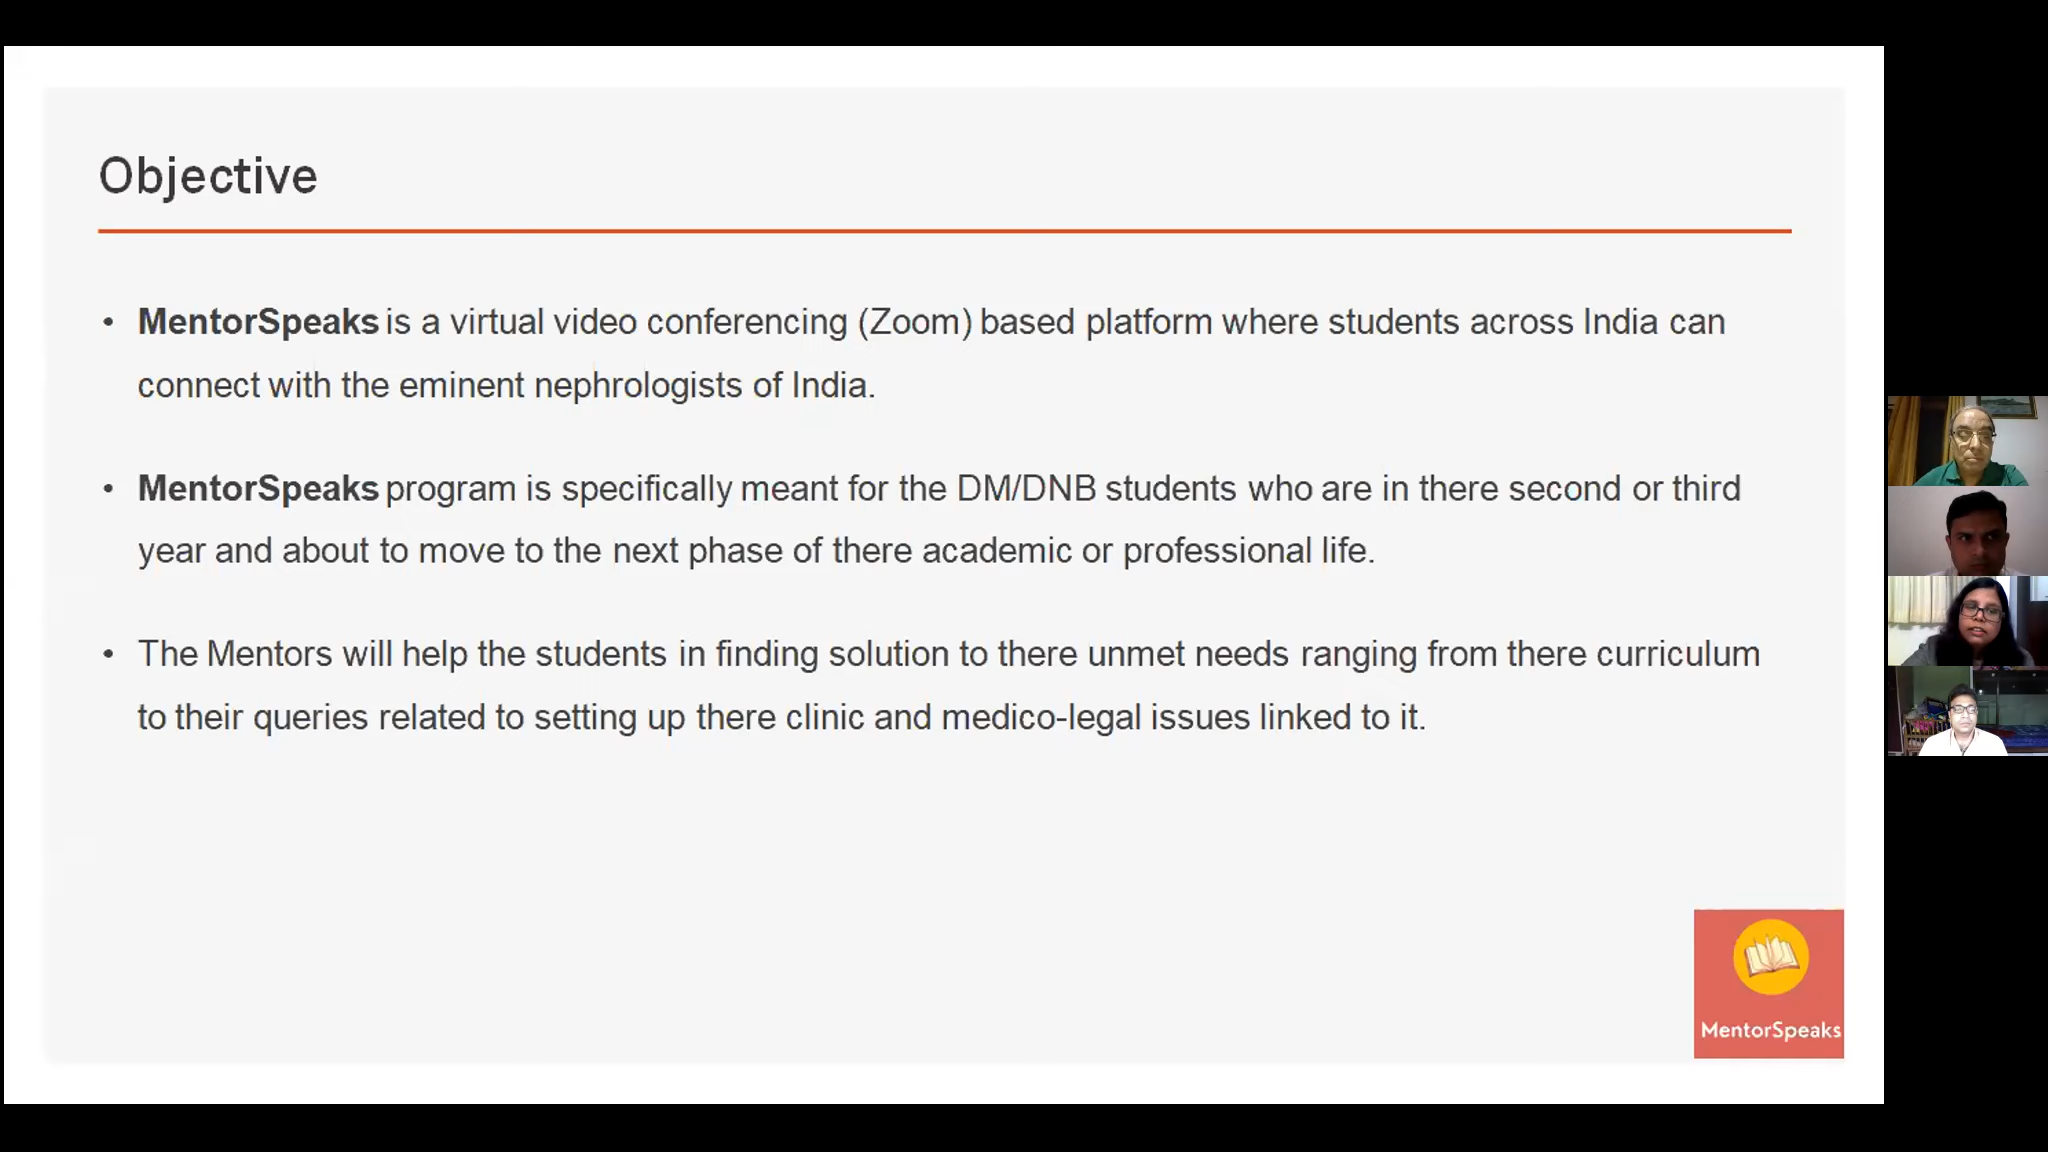 Objective
• MentorSpeaks is a virtual video conferencing (Zoom) based platform where students across India can
connect with the eminent nephrologists of India.
• MentorSpeaks program is specifically meant for the DM/DNB students who are in there second or third
year and about to move to the next phase of there academic or professional life.
• The Mentors will help the students in finding solution to there unmet needs ranging from there curriculum
to their queries related to setting up there clinic and medico-legal issues linked to it.
MentorSpeaks